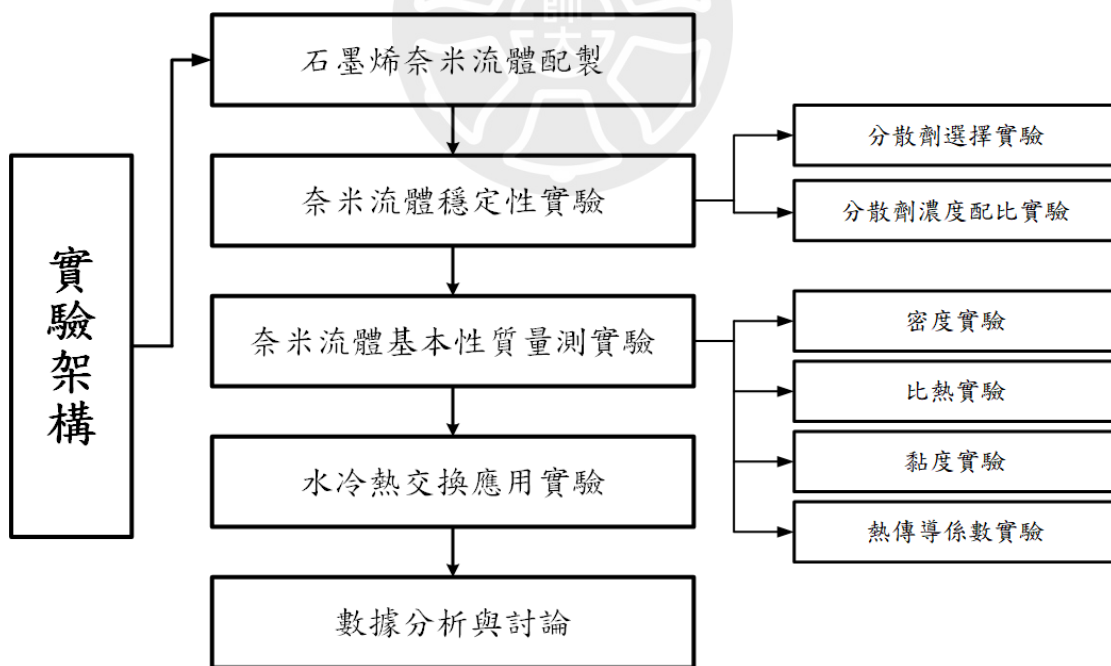 實驗架構
石墨烯奈米流體配製
奈米流體穩定性實驗
分散劑選擇實驗
分散劑濃度配比實驗
奈米流體基本性質量測實驗
密度實驗
比熱實驗
黏度實驗
熱傳導係數實驗
水冷熱交換應用實驗
數據分析與討論